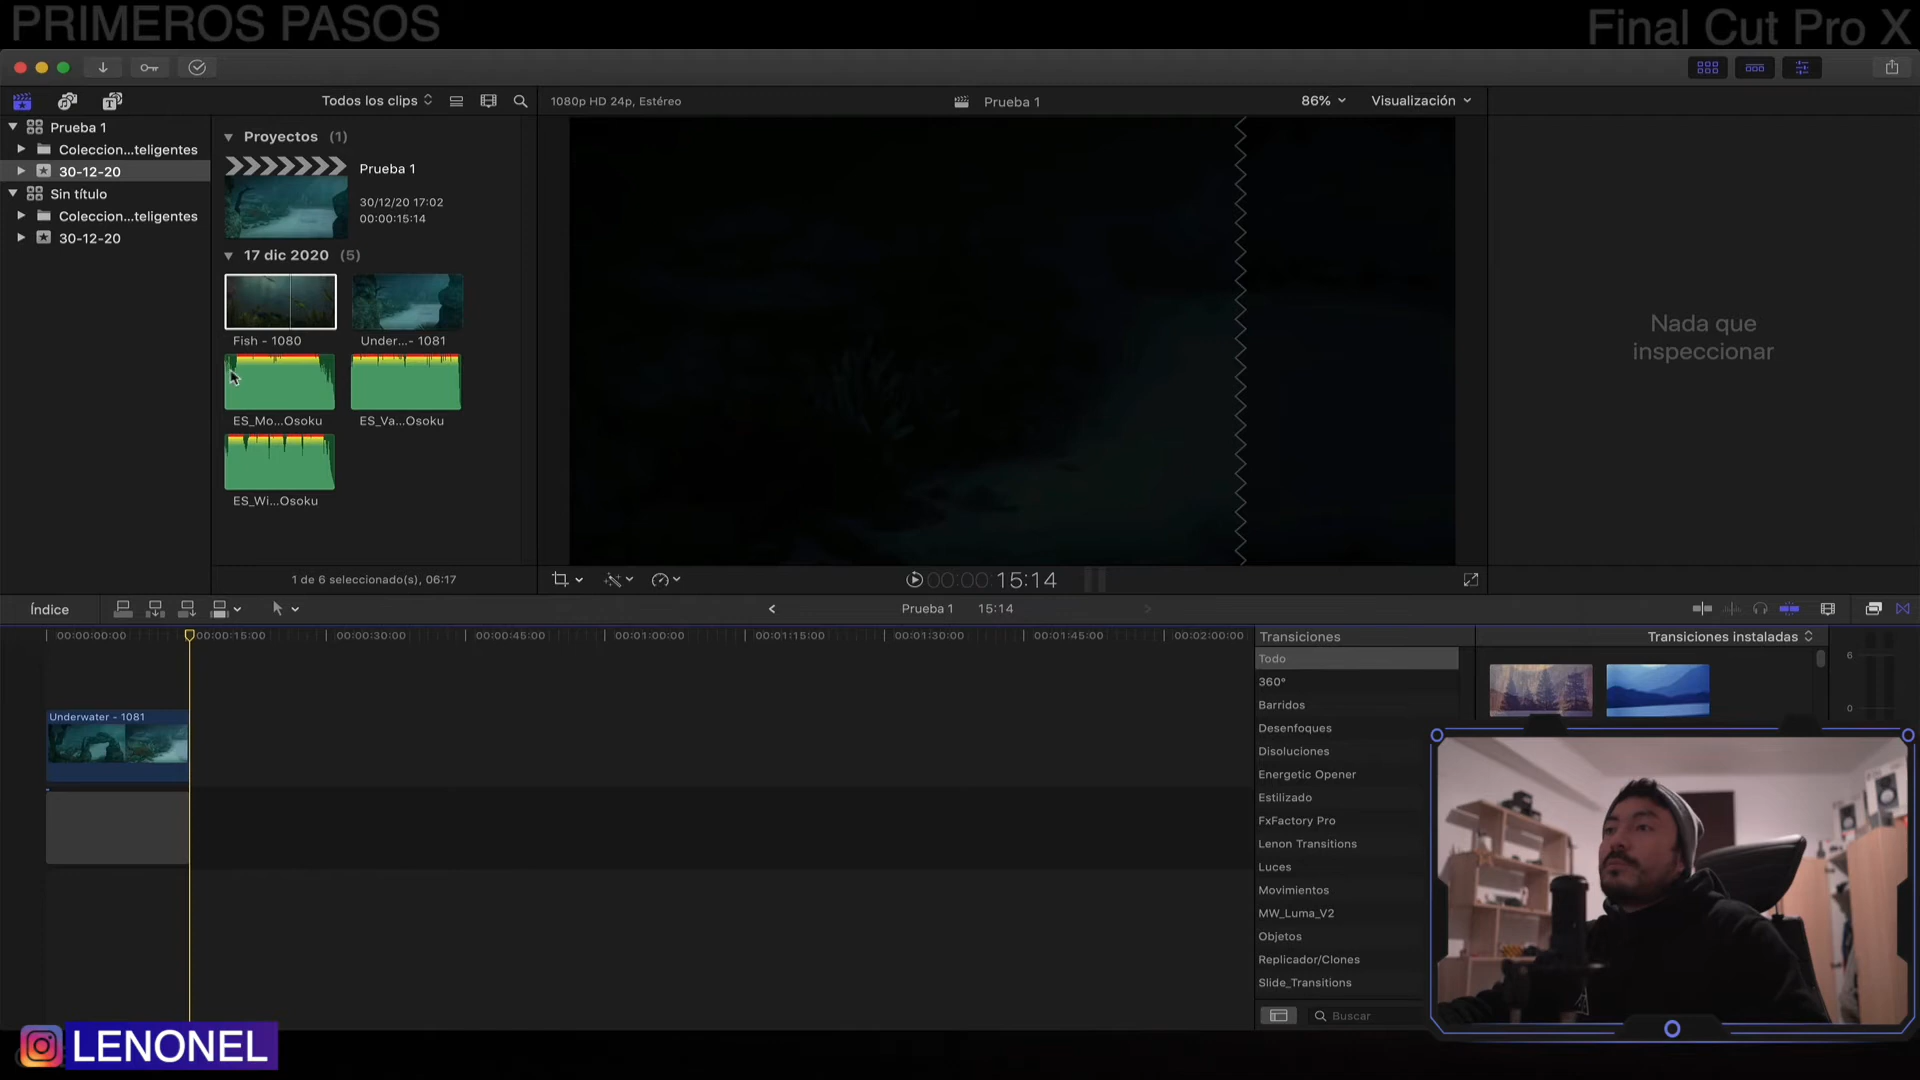 PRIMEROS PASOS
Final Cut Pro X
Todos los clips
1080p HD 24p, Estéreo
Prueba 1
86%
Visualización
Prueba 1
Coleccion...teligentes
30-12-20
Sin título
Coleccion...teligentes
30-12-20
Proyectos (1)
Prueba 1
30/12/20 17:02
00:00:15:14
17 dic 2020 (5)
Fish - 1080
Under...- 1081
ES_Mo...Osoku
ES_Va...Osoku
ES_Wi...Osoku
1 de 6 seleccionado(s), 06:17
Nada que
inspeccionar
00:00:15:14
Índice
Prueba 1
15:14
00:00:00:00
00:00:15:00
00:00:30:00
00:00:45:00
00:01:00:00
00:01:15:00
00:01:30:00
00:01:45:00
00:02:00:00
Underwater - 1081
Transiciones
Transiciones instaladas
Todo
360°
Barridos
Desenfoques
Disoluciones
Energetic Opener
Estilizado
FxFactory Pro
Lenon Transitions
Luces
Movimientos
MW_Luma_V2
Objetos
Replicador/Clones
Slide_Transitions
Buscar
6
0
LENONEL